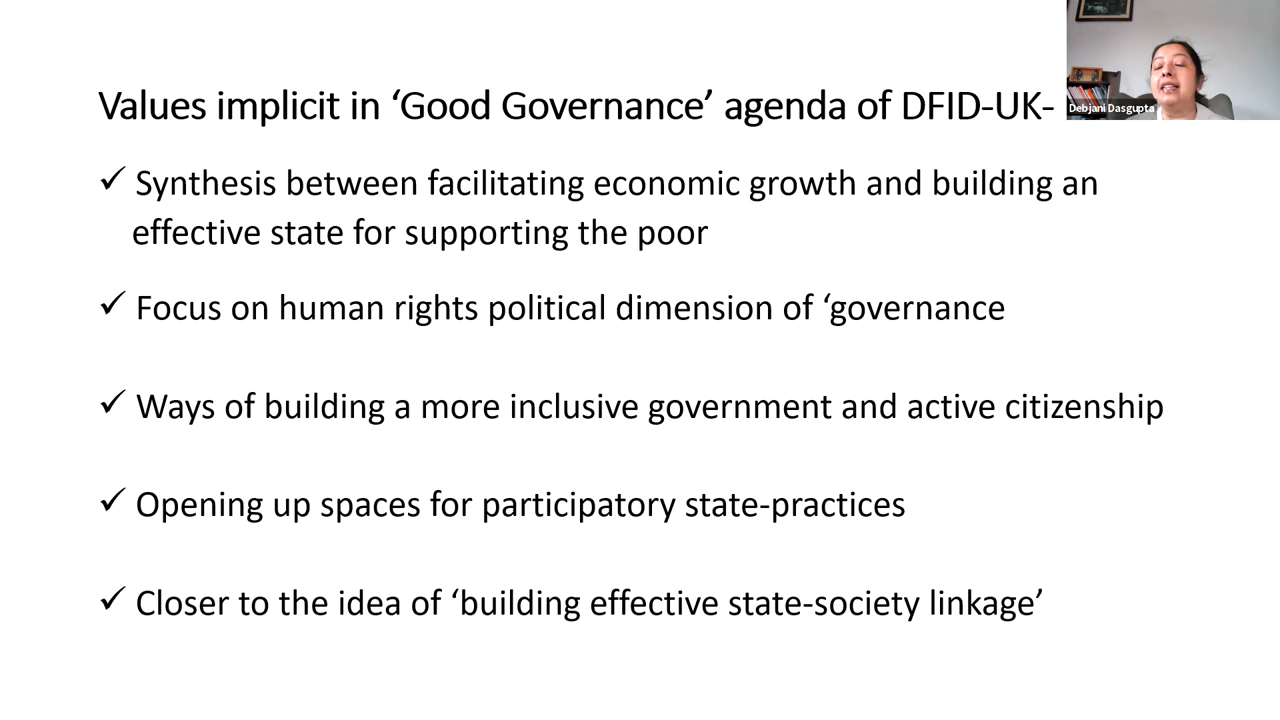 Values implicit in ‘Good Governance’ agenda of DFID-UK-
Debjani Dasgupta
✓ Synthesis between facilitating economic growth and building an
effective state for supporting the poor
✓ Focus on human rights political dimension of ‘governance
✓ Ways of building a more inclusive government and active citizenship
✓ Opening up spaces for participatory state-practices
✓ Closer to the idea of ‘building effective state-society linkage’